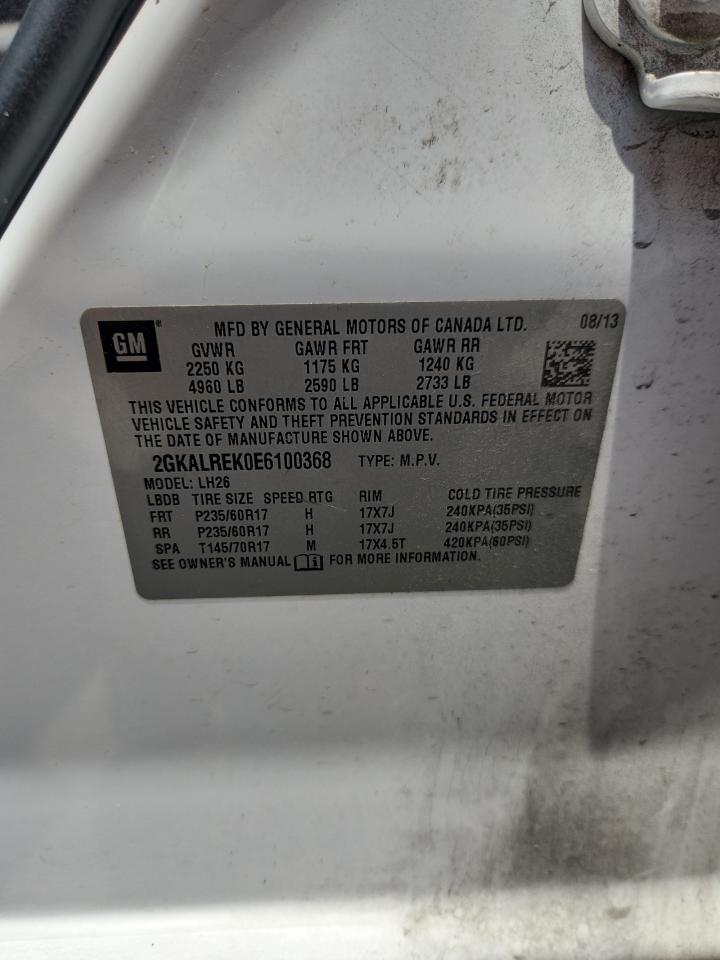 GM ® MFD BY GENERAL MOTORS OF CANADA LTD. 08/13
GVWR GAWR FRT GAWR RR
2250 KG 1175 KG 1240 KG
4960 LB 2590 LB 2733 LB
THIS VEHICLE CONFORMS TO ALL APPLICABLE U.S. FEDERAL MOTOR
VEHICLE SAFETY AND THEFT PREVENTION STANDARDS IN EFFECT ON
THE DATE OF MANUFACTURE SHOWN ABOVE.
2GKALREK0E6100368 TYPE: M.P.V.
MODEL: LH26
LBDB TIRE SIZE SPEED RTG RIM COLD TIRE PRESSURE
FRT P235/60R17 H 17X7J 240KPA(35PSI)
RR P235/60R17 H 17X7J 240KPA(35PSI)
SPA T145/70R17 M 17X4.5T 420KPA(60PSI)
SEE OWNER'S MANUAL FOR MORE INFORMATION.